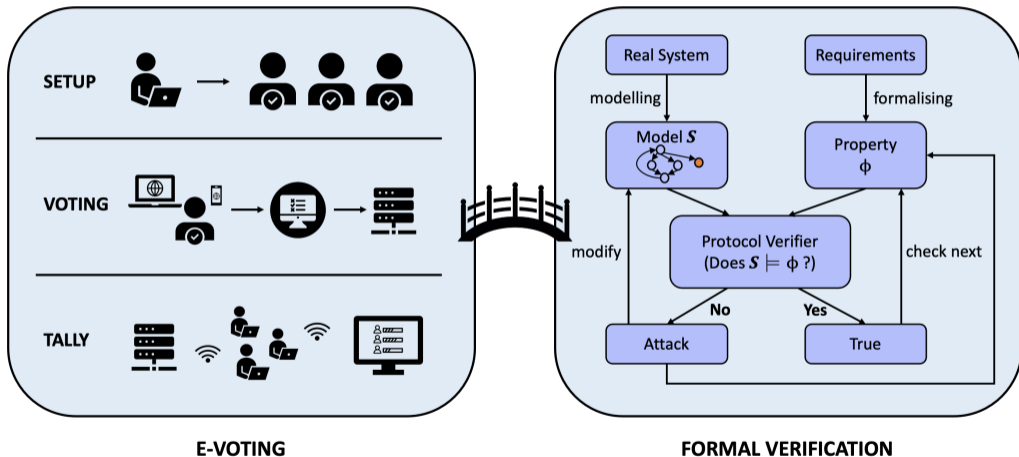 SETUP
VOTING
TALLY
E-VOTING
Real System
Requirements
modelling
formalising
Model S
Property
ϕ
Protocol Verifier
(Does S ⊨ ϕ ?)
modify
check next
No
Yes
Attack
True
FORMAL VERIFICATION